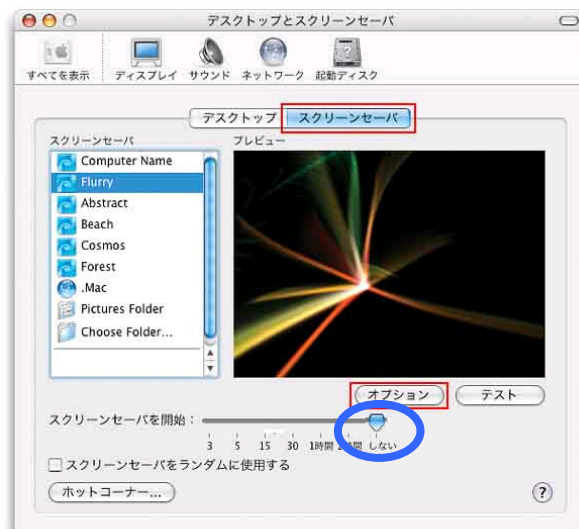 デスクトップとスクリーンセーバ
すべてを表示 ディスプレイ サウンド ネットワーク 起動ディスク
デスクトップ スクリーンセーバ
スクリーンセーバ プレビュー
Computer Name
Flurry
Abstract
Beach
Cosmos
Forest
.Mac
Pictures Folder
Choose Folder...
オプション テスト
スクリーンセーバを開始：
3 5 15 30 1時間 2時間 しない
スクリーンセーバをランダムに使用する
ホットコーナー... ?